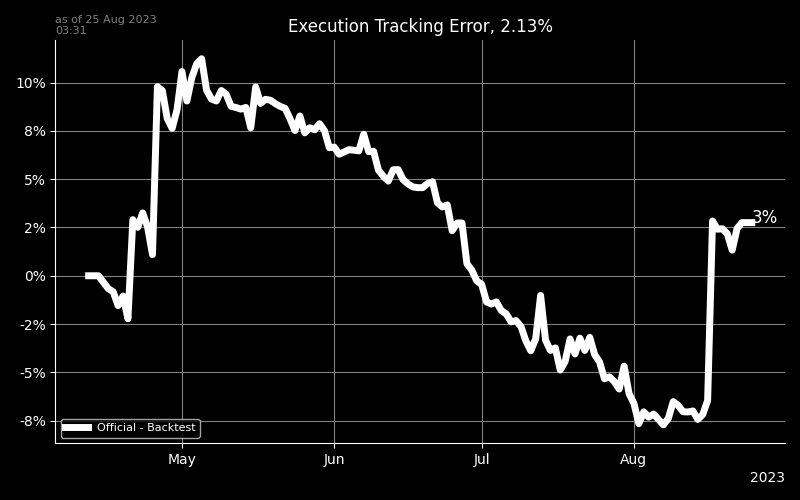 as of 25 Aug 2023
03:31
Execution Tracking Error, 2.13%
10%
8%
5%
2%
0%
-2%
-5%
-8%
3%
Official - Backtest
May
Jun
Jul
Aug
2023